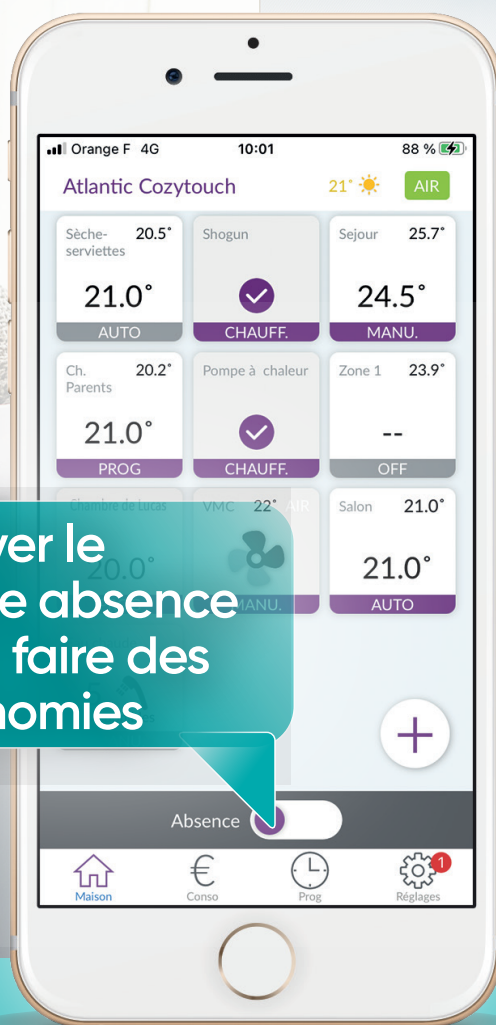 Orange F 4G 10:01 88 %
Atlantic Cozytouch 21° AIR
Sèche-serviettes 20.5°
21.0°
AUTO
Shogun
CHAUFF.
Sejour 25.7°
24.5°
MANU.
Ch. Parents 20.2°
21.0°
PROG
Pompe à chaleur
CHAUFF.
Zone 1 23.9°
--
OFF
Chambre de Lucas
20.0°
VMC 22° AIR
MANU.
Salon 21.0°
21.0°
AUTO
ver le
e absence
faire des
nomies
+
Absence
Maison
€
Conso
Prog
1
Réglages